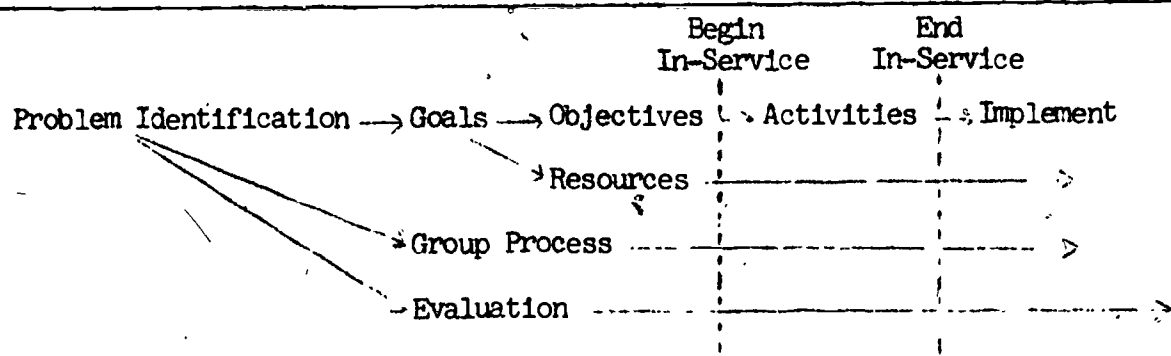 Begin End
In-Service In-Service
Problem Identification Goals Objectives Activities Implement
Resources
Group Process
Evaluation